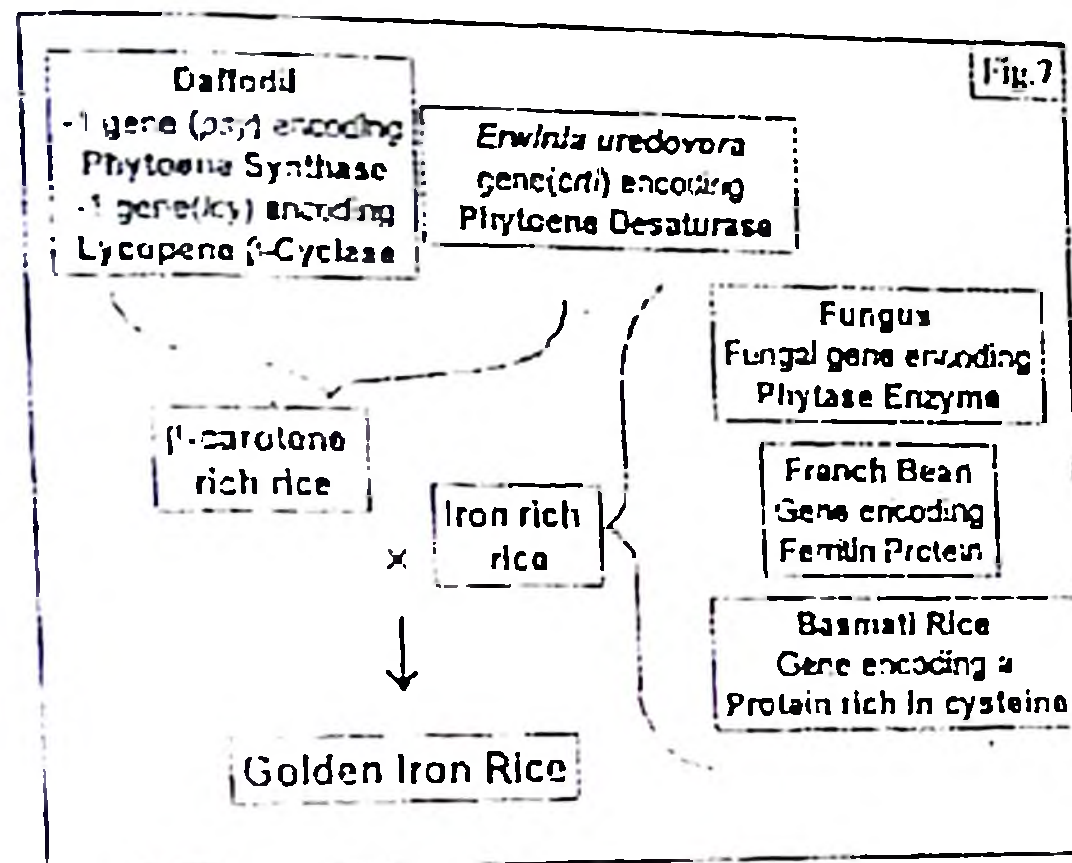 Fig.7
Daffodil
-1 gene (psy) encoding
Phytoene Synthase
-1 gene(lcy) encoding
Lycopene β-Cyclase
Erwinia uredovora
gene(crtI) encoding
Phytoene Desaturase
Fungus
Fungal gene encoding
Phytase Enzyme
β-carotene
rich rice
French Bean
Gene encoding
Ferritin Protein
Iron rich
rice
×
Basmati Rice
Gene encoding a
Protein rich in cysteine
Golden Iron Rice